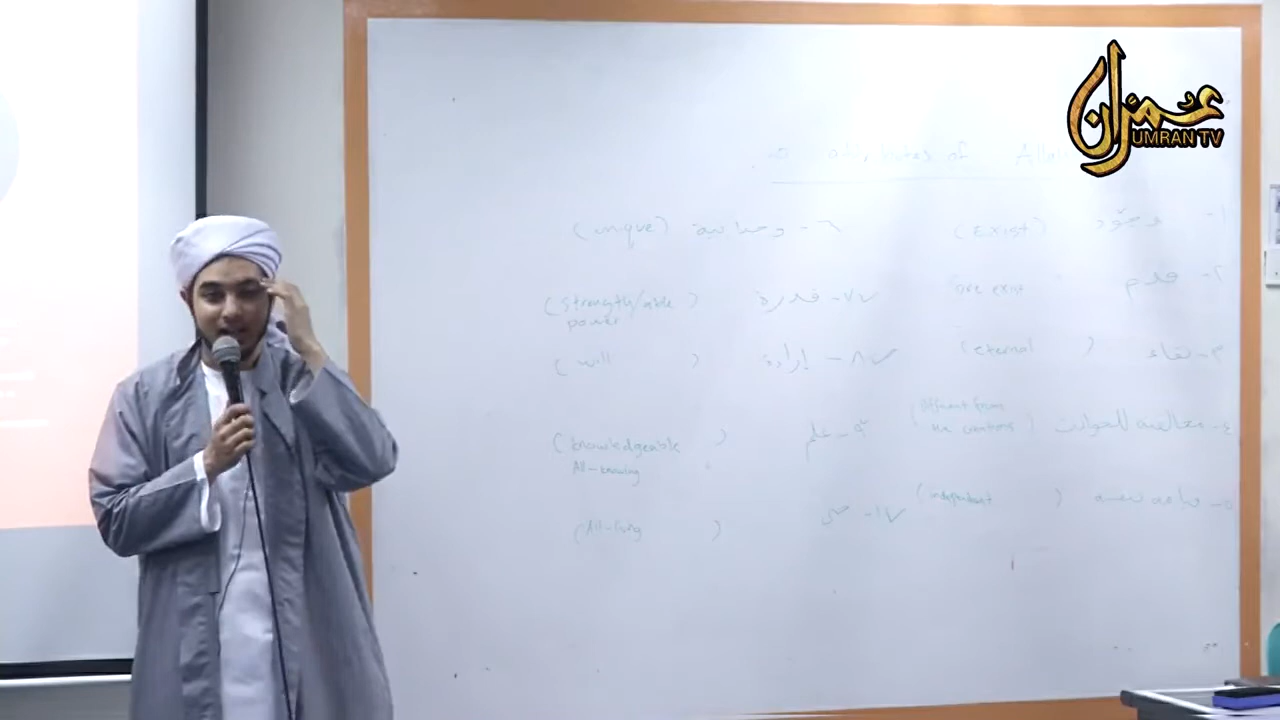 عمران
UMRAN TV
attributes of Allah
١- وجود (Exist)
٢- قدم pre exist
٣- بقاء (eternal)
٤- مخالفة للحوادث (different from
the creations)
٥- (independent)
٦- وحدانية (unique)
٧- قدرة (strength/able)
power
٨- إرادة (will)
٩- علم (knowledgeable)
All-knowing
١٠- حي (All-living)